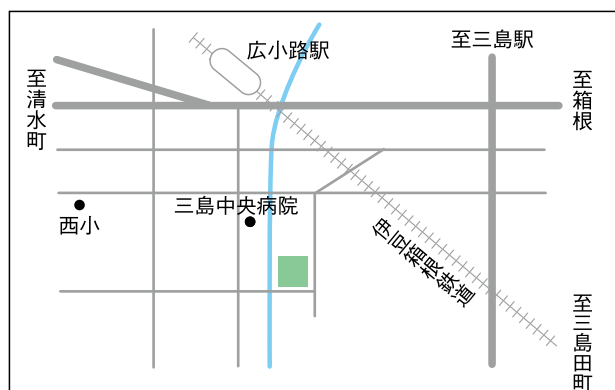 広小路駅
至三島駅
至清水町
至箱根
三島中央病院
西小
伊豆箱根鉄道
至三島田町